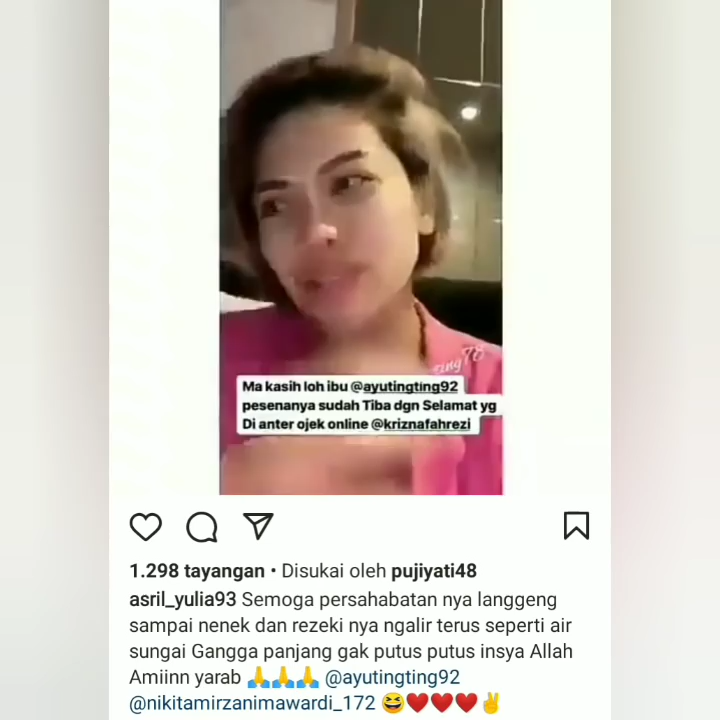 sing78
Ma kasih loh ibu @ayutingting92
pesenanya sudah Tiba dgn Selamat yg
Di anter ojek online @kriznafahrezi
1.298 tayangan • Disukai oleh pujiyati48
asril_yulia93 Semoga persahabatan nya langgeng
sampai nenek dan rezeki nya ngalir terus seperti air
sungai Gangga panjang gak putus putus insya Allah
Amiinn yarab 🙏🙏🙏 @ayutingting92
@nikitamirzanimawardi_172 😆❤️❤️❤️✌️